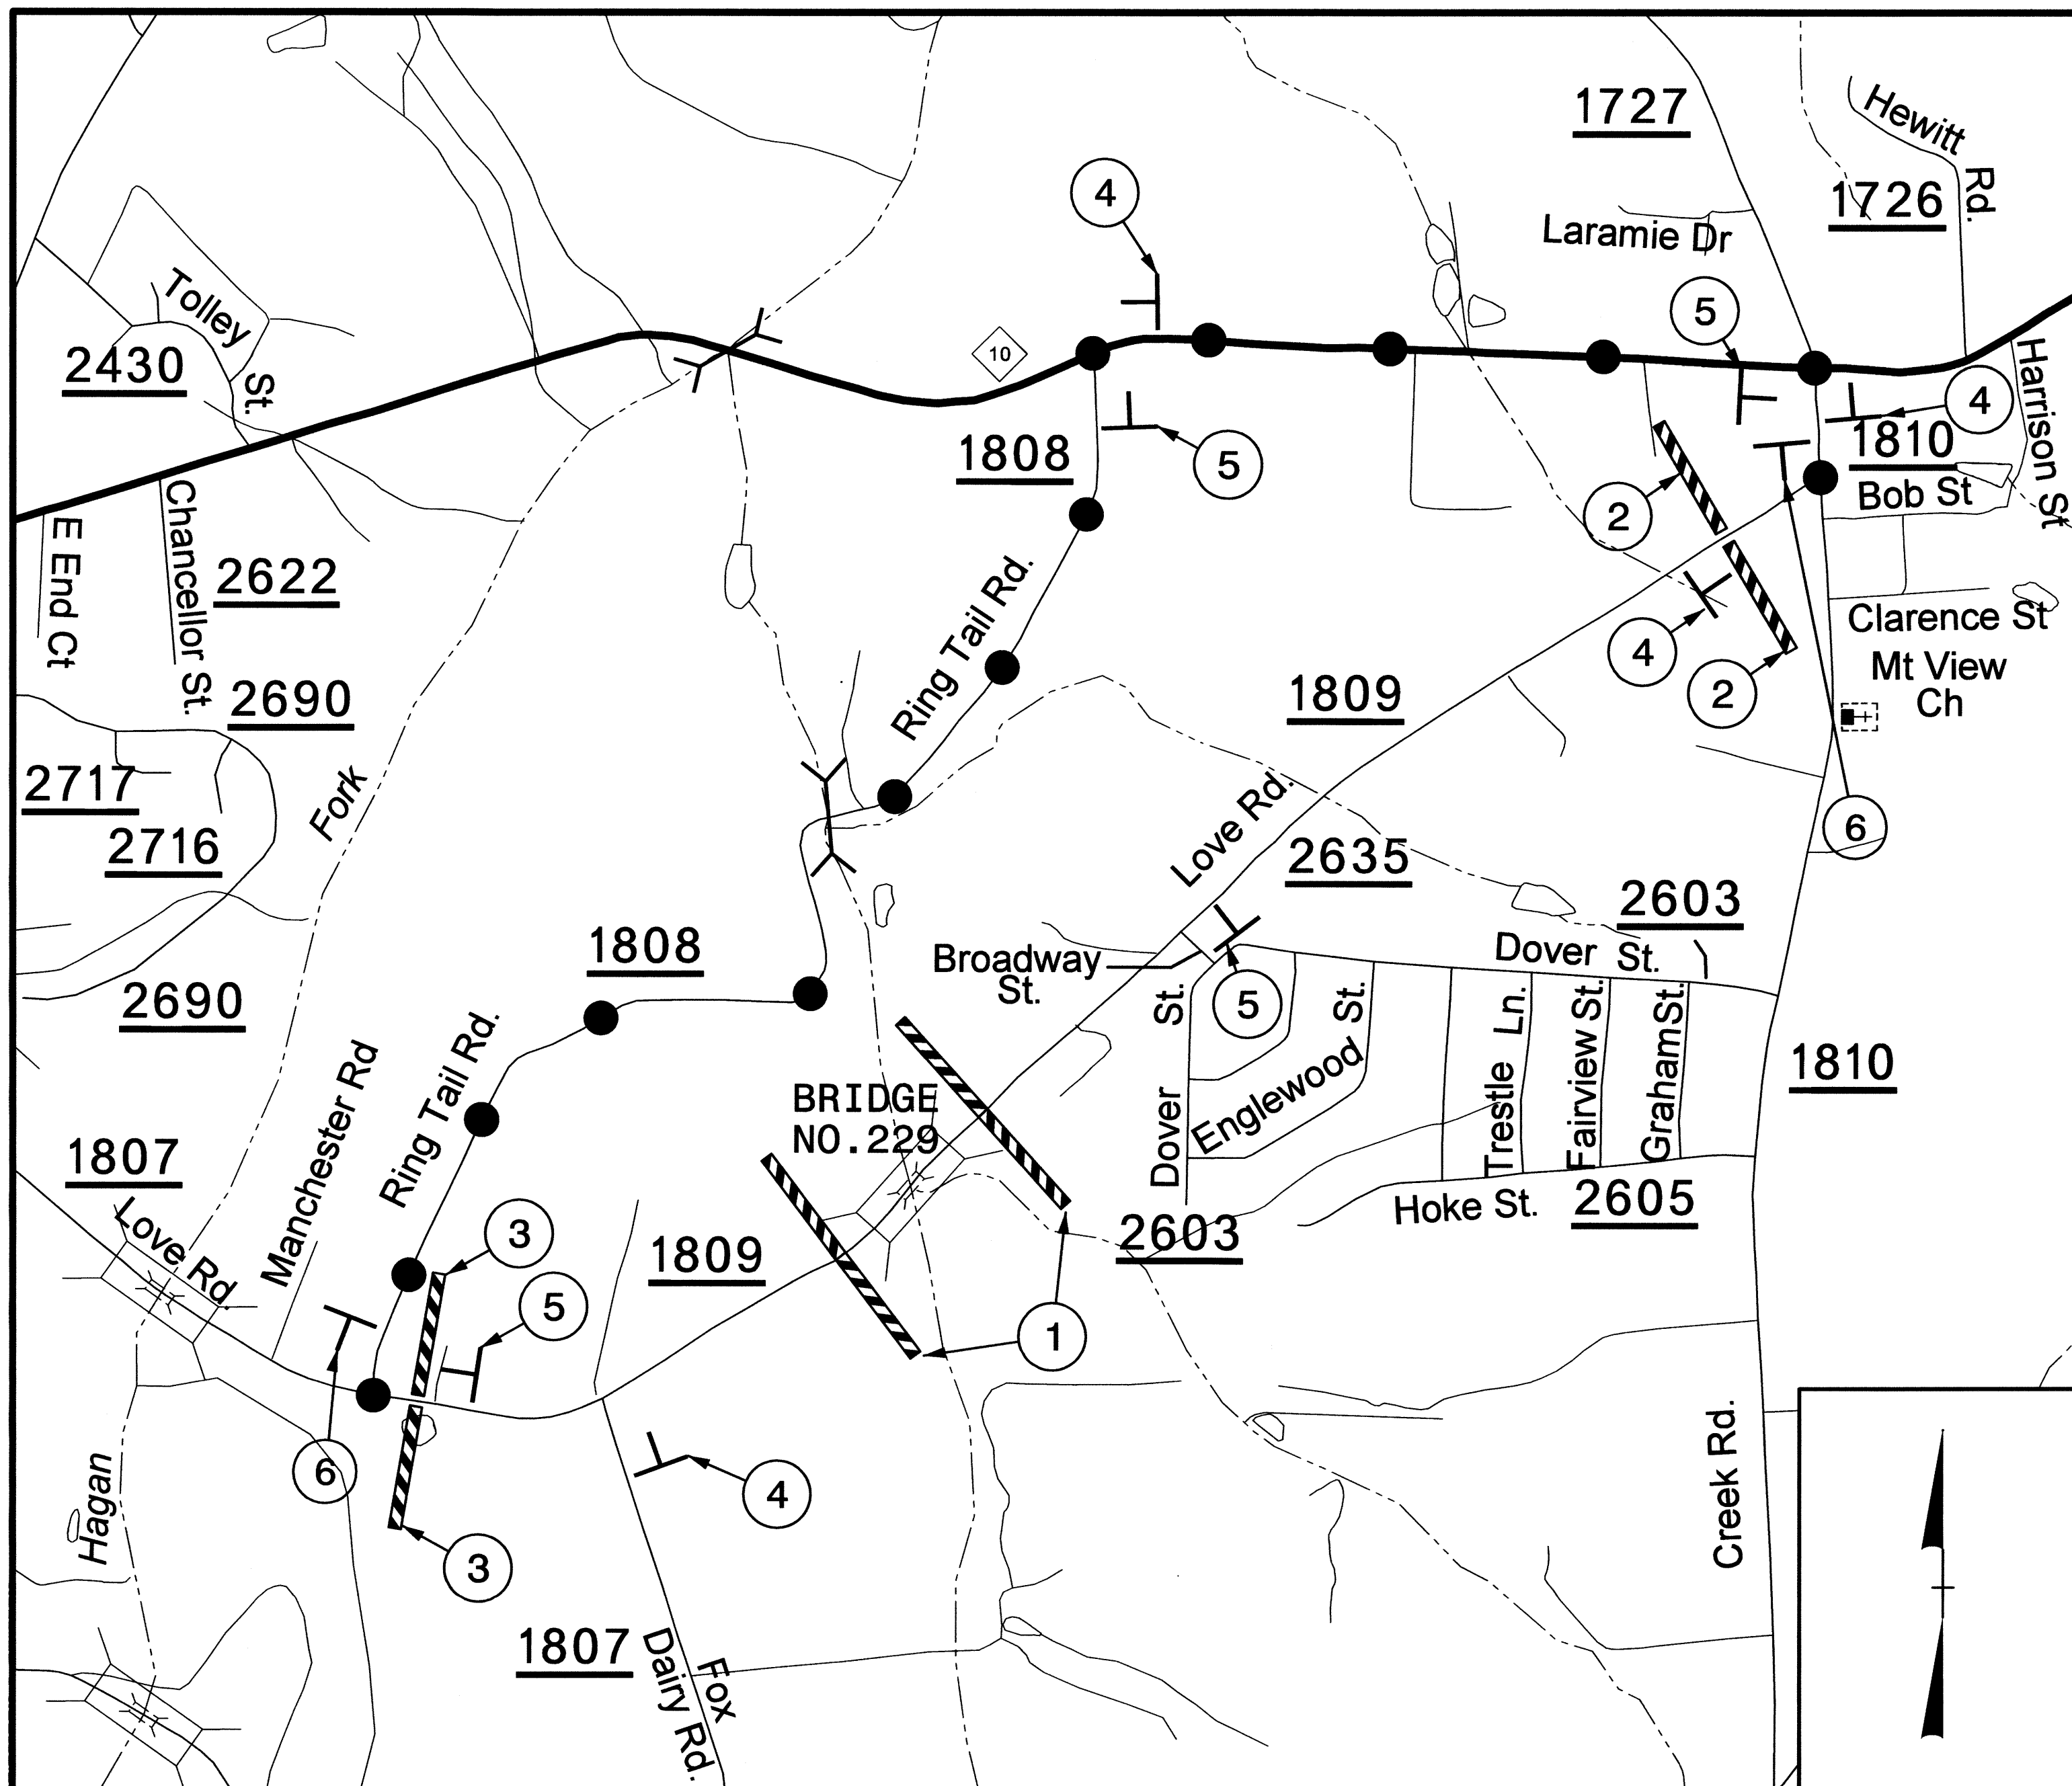 1727
Hewitt
Rd.
1726
4
Laramie Dr
Tolley
St.
5
10
2430
4
Harrison St
1808
5
1810
Bob St
2
E End Ct
Chancellor St.
2622
Ring Tail Rd.
Clarence St
4
2
Mt View
Ch
2690
1809
2717
Fork
Love Rd.
6
2716
2635
2603
1808
Broadway
St.
Dover St.
2690
5
St.
St.
Ln.
St.
St.
Manchester Rd
Ring Tail Rd.
BRIDGE
NO.229
Dover
Englewood
Trestle
Fairview
Graham
1810
1807
Love Rd.
3
1809
2603
Hoke St.
2605
5
1
6
4
Hagan
3
Creek Rd.
1807
Fox
Dairy Rd.